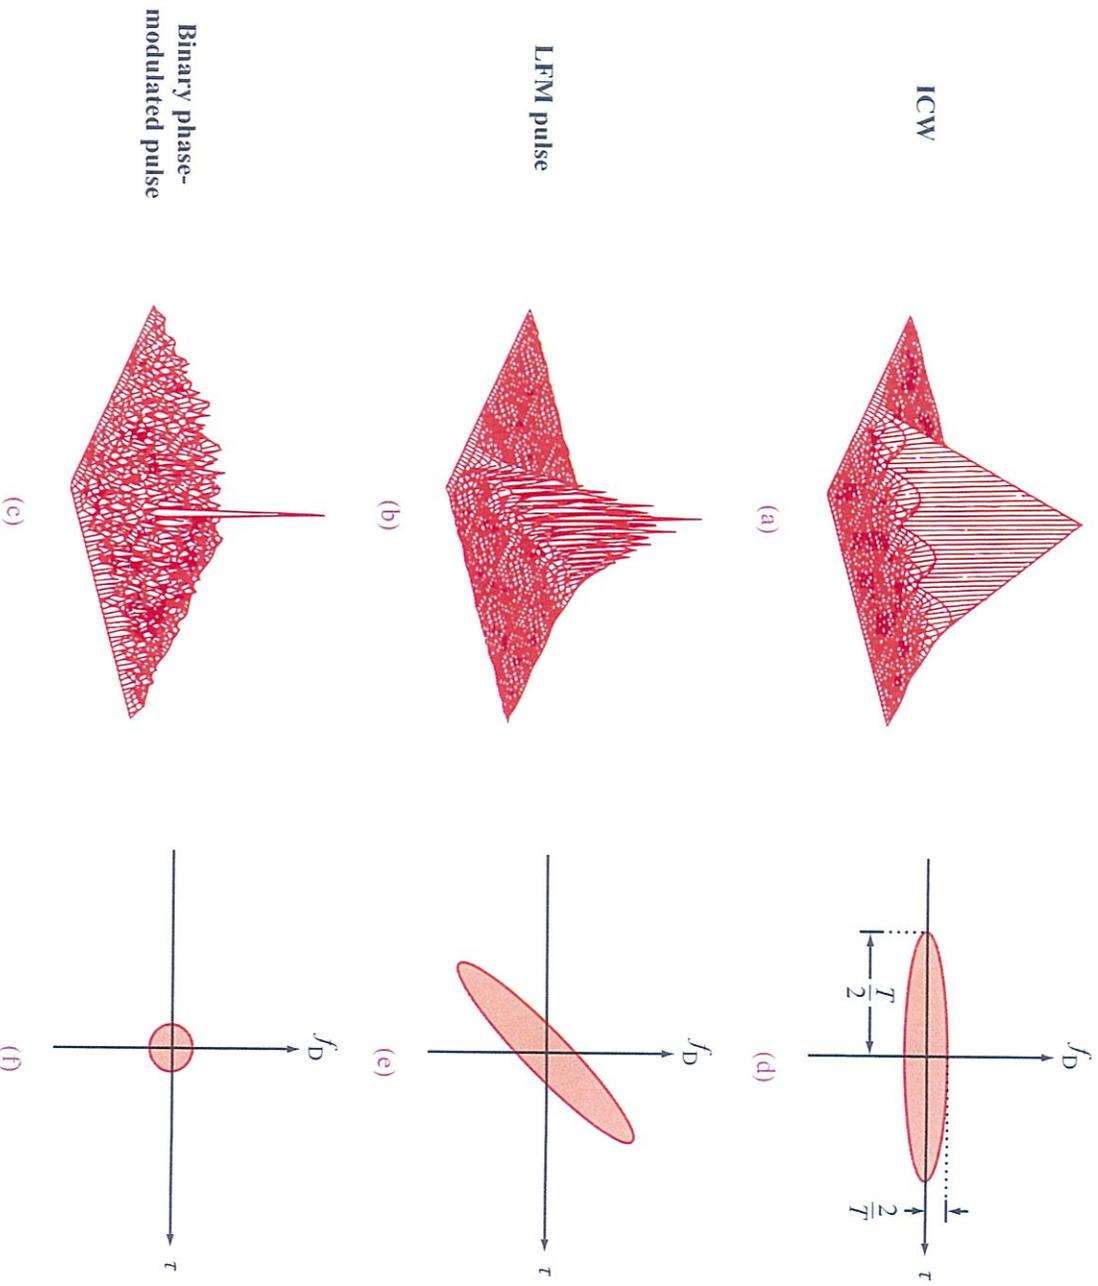 ICW
f_D
T/2
2/T
τ
(a)
(d)
LFM pulse
f_D
τ
(b)
(e)
Binary phase-
modulated pulse
f_D
τ
(c)
(f)